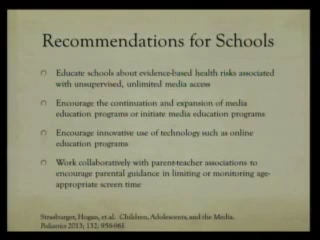 Recommendations for Schools
Educate schools about evidence-based health risks associated
with unsupervised, unlimited media access
Encourage the continuation and expansion of media
education programs or initiate media education programs
Encourage innovative use of technology such as online
education programs
Work collaboratively with parent-teacher associations to
encourage parental guidance in limiting or monitoring age-
appropriate screen time
Strasburger, Hogan, et.al. Children, Adolescents, and the Media.
Pediatrics 2013; 132; 958-961.